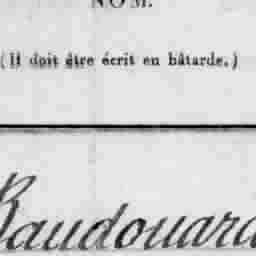 NOM.
(Il doit être écrit en bâtarde.)
Baudouard